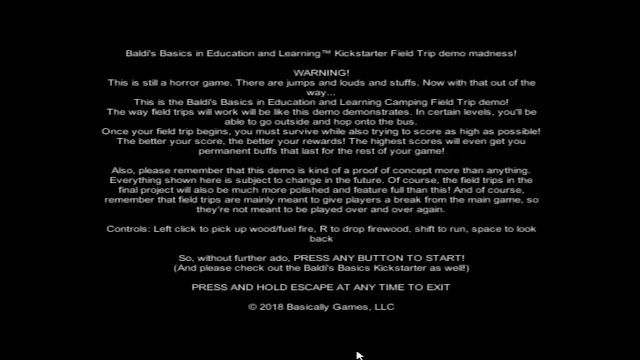 Baldi's Basics in Education and Learning™ Kickstarter Field Trip demo madness!
WARNING!
This is still a horror game. There are jumps and louds and stuffs. Now with that out of the
way...
This is the Baldi's Basics in Education and Learning Camping Field Trip demo!
The way field trips will work will be like this demo demonstrates. In certain levels, you'll be
able to go outside and hop onto the bus.
Once your field trip begins, you must survive while also trying to score as high as possible!
The better your score, the better your rewards! The highest scores will even get you
permanent buffs that last for the rest of your game!
Also, please remember that this demo is kind of a proof of concept more than anything.
Everything shown here is subject to change in the future. Of course, the field trips in the
final project will also be much more polished and feature full than this! And of course,
remember that field trips are mainly meant to give players a break from the main game, so
they're not meant to be played over and over again.
Controls: Left click to pick up wood/fuel fire, R to drop firewood, shift to run, space to look
back
So, without further ado, PRESS ANY BUTTON TO START!
(And please check out the Baldi's Basics Kickstarter as well!)
PRESS AND HOLD ESCAPE AT ANY TIME TO EXIT
© 2018 Basically Games, LLC